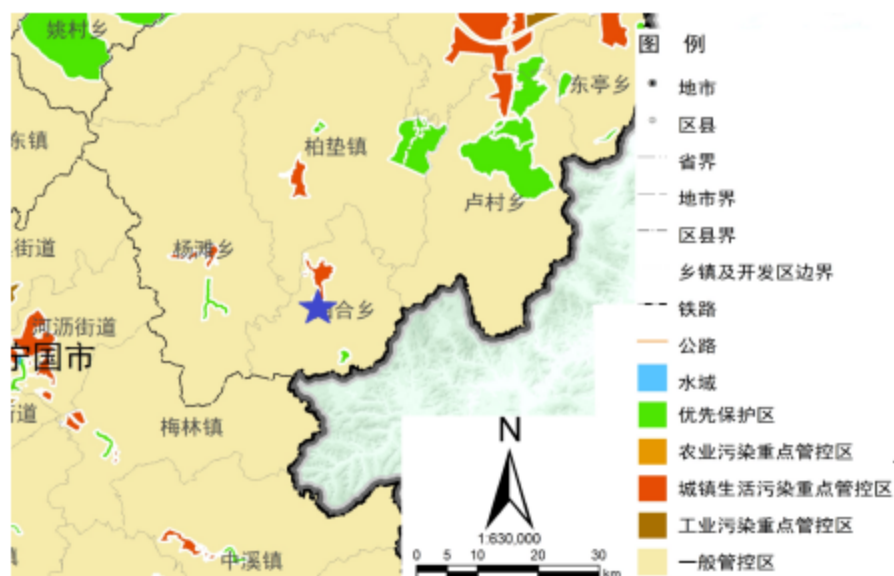 姚村乡
东亭乡
东镇
柏垫镇
卢村乡
街道
杨滩乡
合乡
河沥街道
宁国市
街道
梅林镇
中溪镇
镇
图 例
地市
区县
省界
地市界
区县界
乡镇及开发区边界
铁路
公路
水域
优先保护区
农业污染重点管控区
城镇生活污染重点管控区
工业污染重点管控区
一般管控区
N
1:630,000
0 5 10 20 30
km